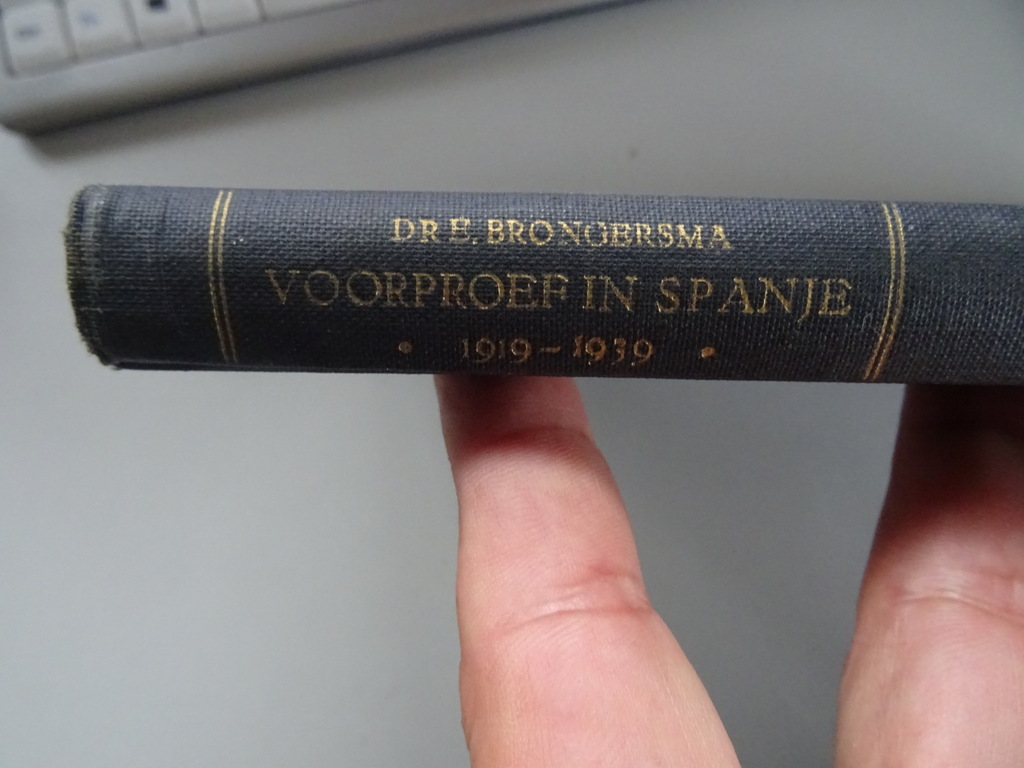 DR E. BRONGERSMA
VOORPROEF IN SPANJE
• 1919 – 1939 •